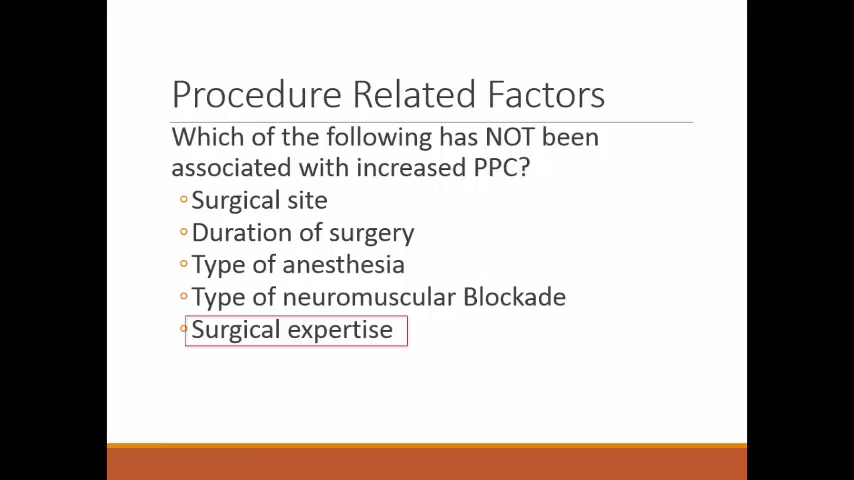 Procedure Related Factors
Which of the following has NOT been
associated with increased PPC?
Surgical site
Duration of surgery
Type of anesthesia
Type of neuromuscular Blockade
Surgical expertise